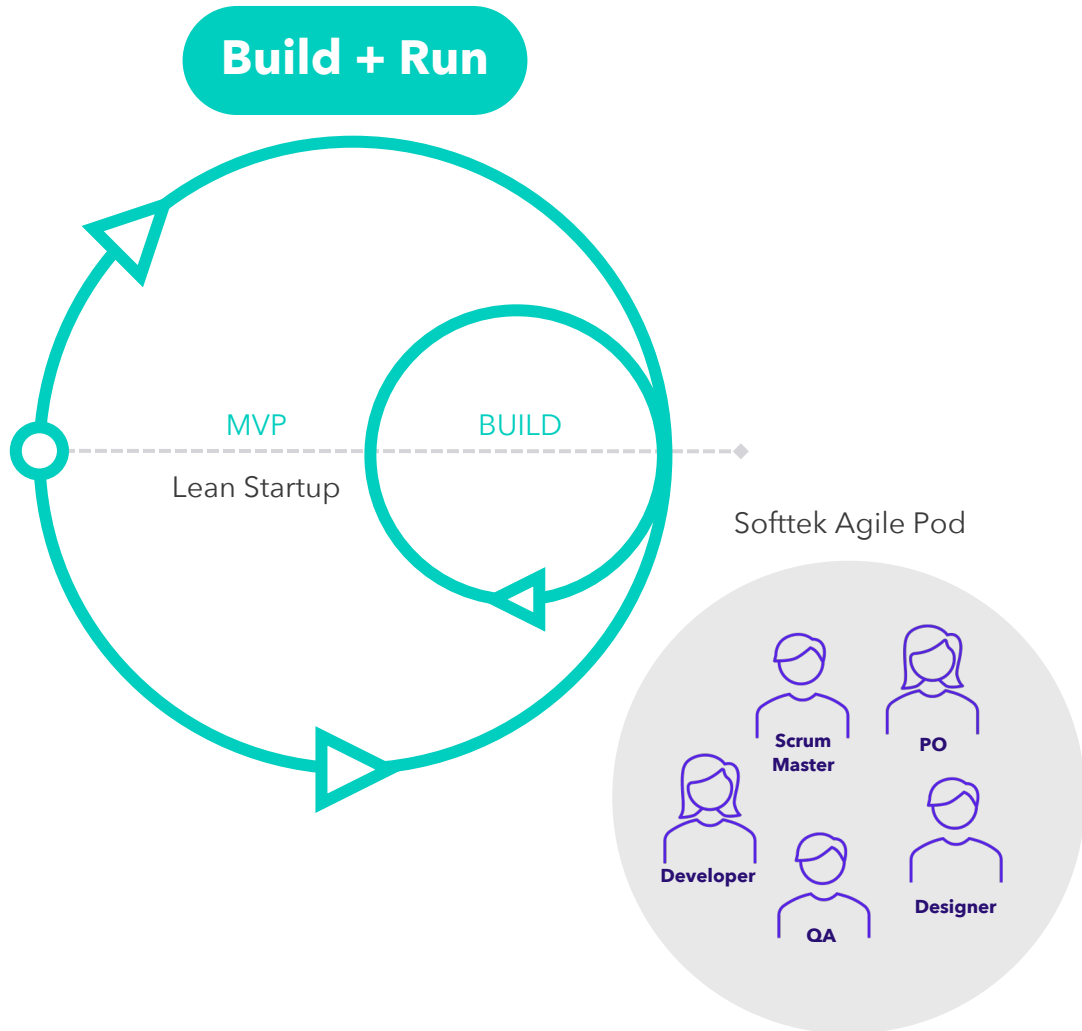 Build + Run
MVP
BUILD
Lean Startup
Softtek Agile Pod
Scrum
Master
PO
Developer
Designer
QA